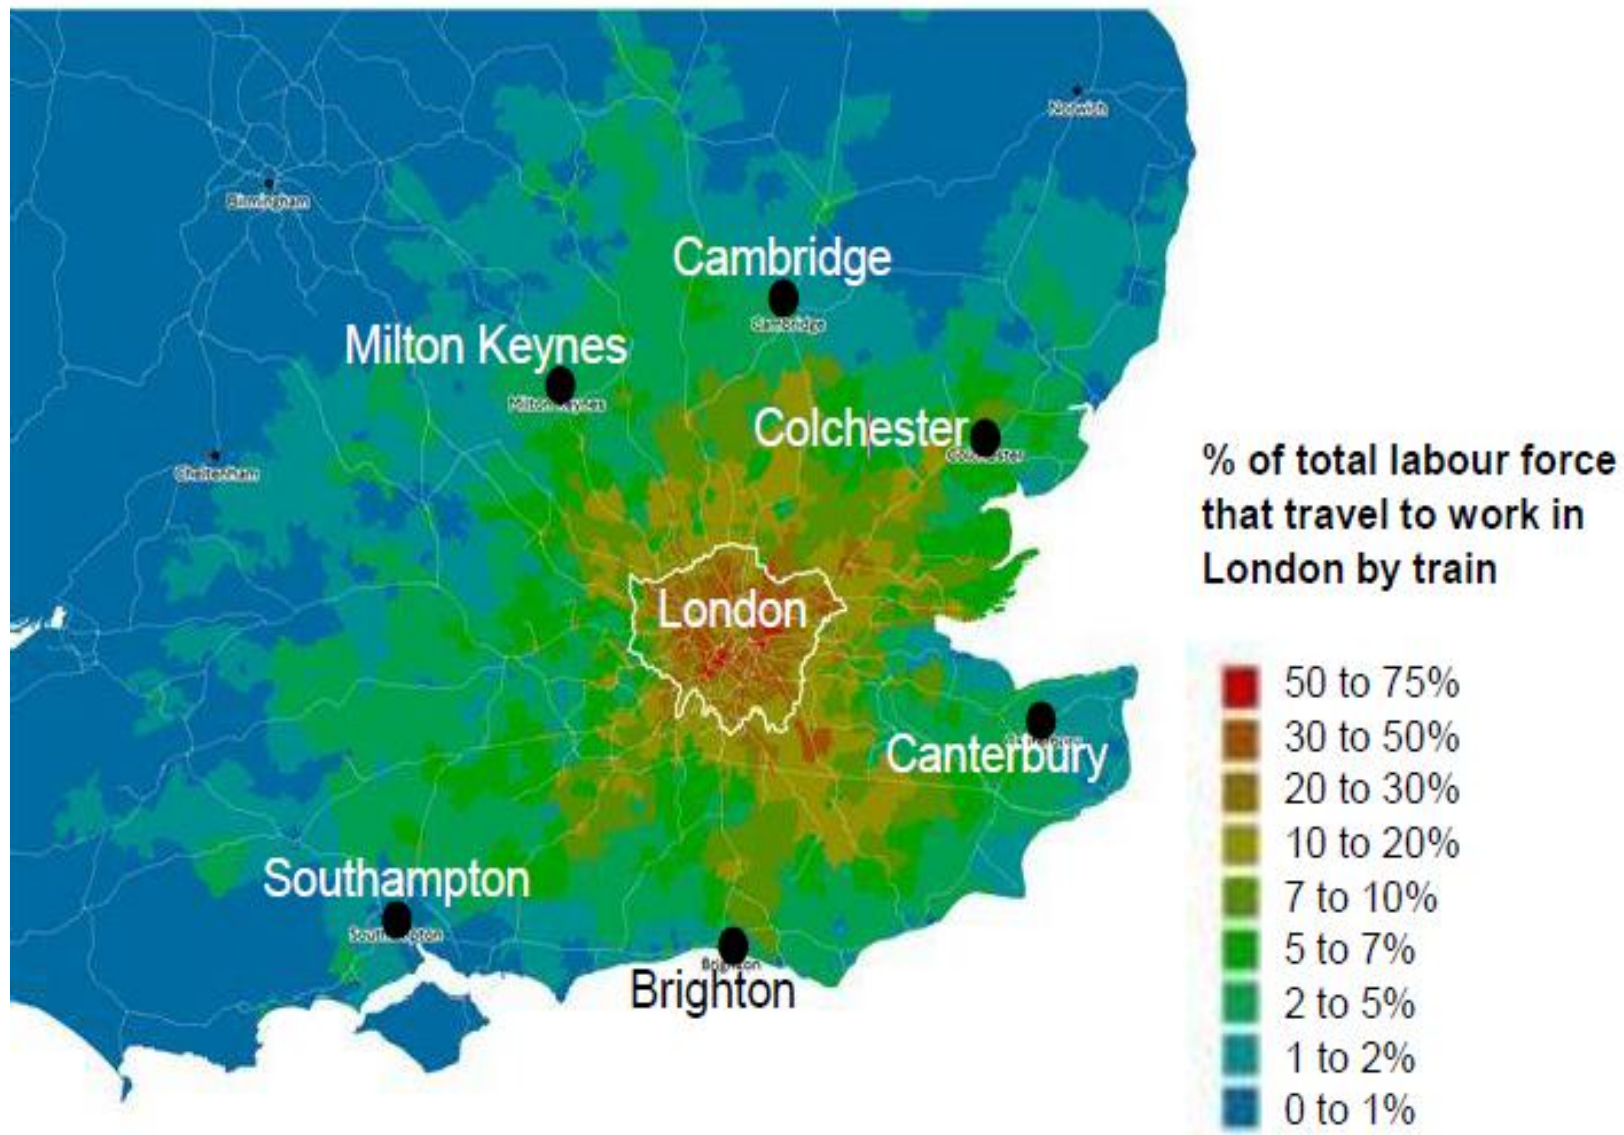 Norwich
Birmingham
Cambridge
Cambridge
Milton Keynes
Milton Keynes
Colchester
Colchester
Cheltenham
% of total labour force
that travel to work in
London by train
London
50 to 75%
30 to 50%
20 to 30%
10 to 20%
7 to 10%
5 to 7%
2 to 5%
1 to 2%
0 to 1%
Canterbury
Southampton
Southampton
Brighton
Brighton